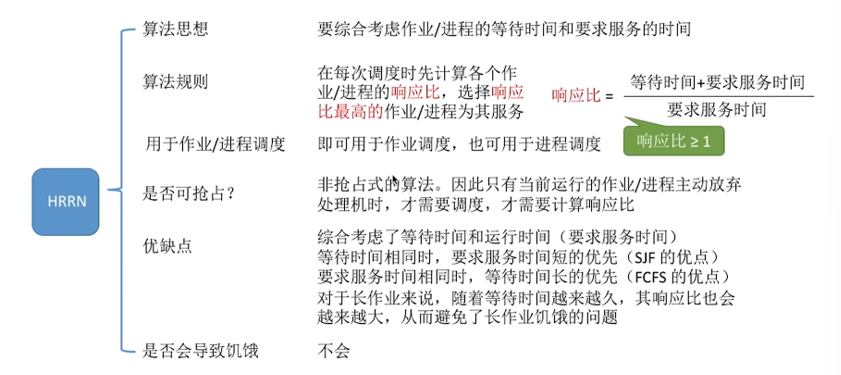 HRRN
算法思想
要综合考虑作业/进程的等待时间和要求服务的时间
算法规则
在每次调度时先计算各个作
业/进程的响应比，选择响应
比最高的作业/进程为其服务
响应比 =
等待时间+要求服务时间
要求服务时间
响应比 ≥ 1
用于作业/进程调度
即可用于作业调度，也可用于进程调度
是否可抢占？
非抢占式的算法。因此只有当前运行的作业/进程主动放弃
处理机时，才需要调度，才需要计算响应比
优缺点
综合考虑了等待时间和运行时间（要求服务时间）
等待时间相同时，要求服务时间短的优先（SJF 的优点）
要求服务时间相同时，等待时间长的优先（FCFS 的优点）
对于长作业来说，随着等待时间越来越久，其响应比也会
越来越大，从而避免了长作业饥饿的问题
是否会导致饥饿
不会